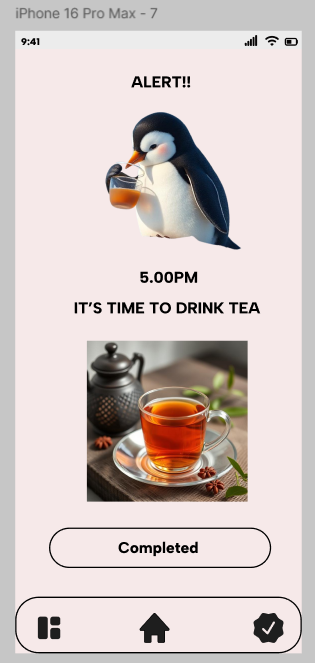 iPhone 16 Pro Max - 7
9:41
ALERT!!
5.00PM
IT'S TIME TO DRINK TEA
Completed